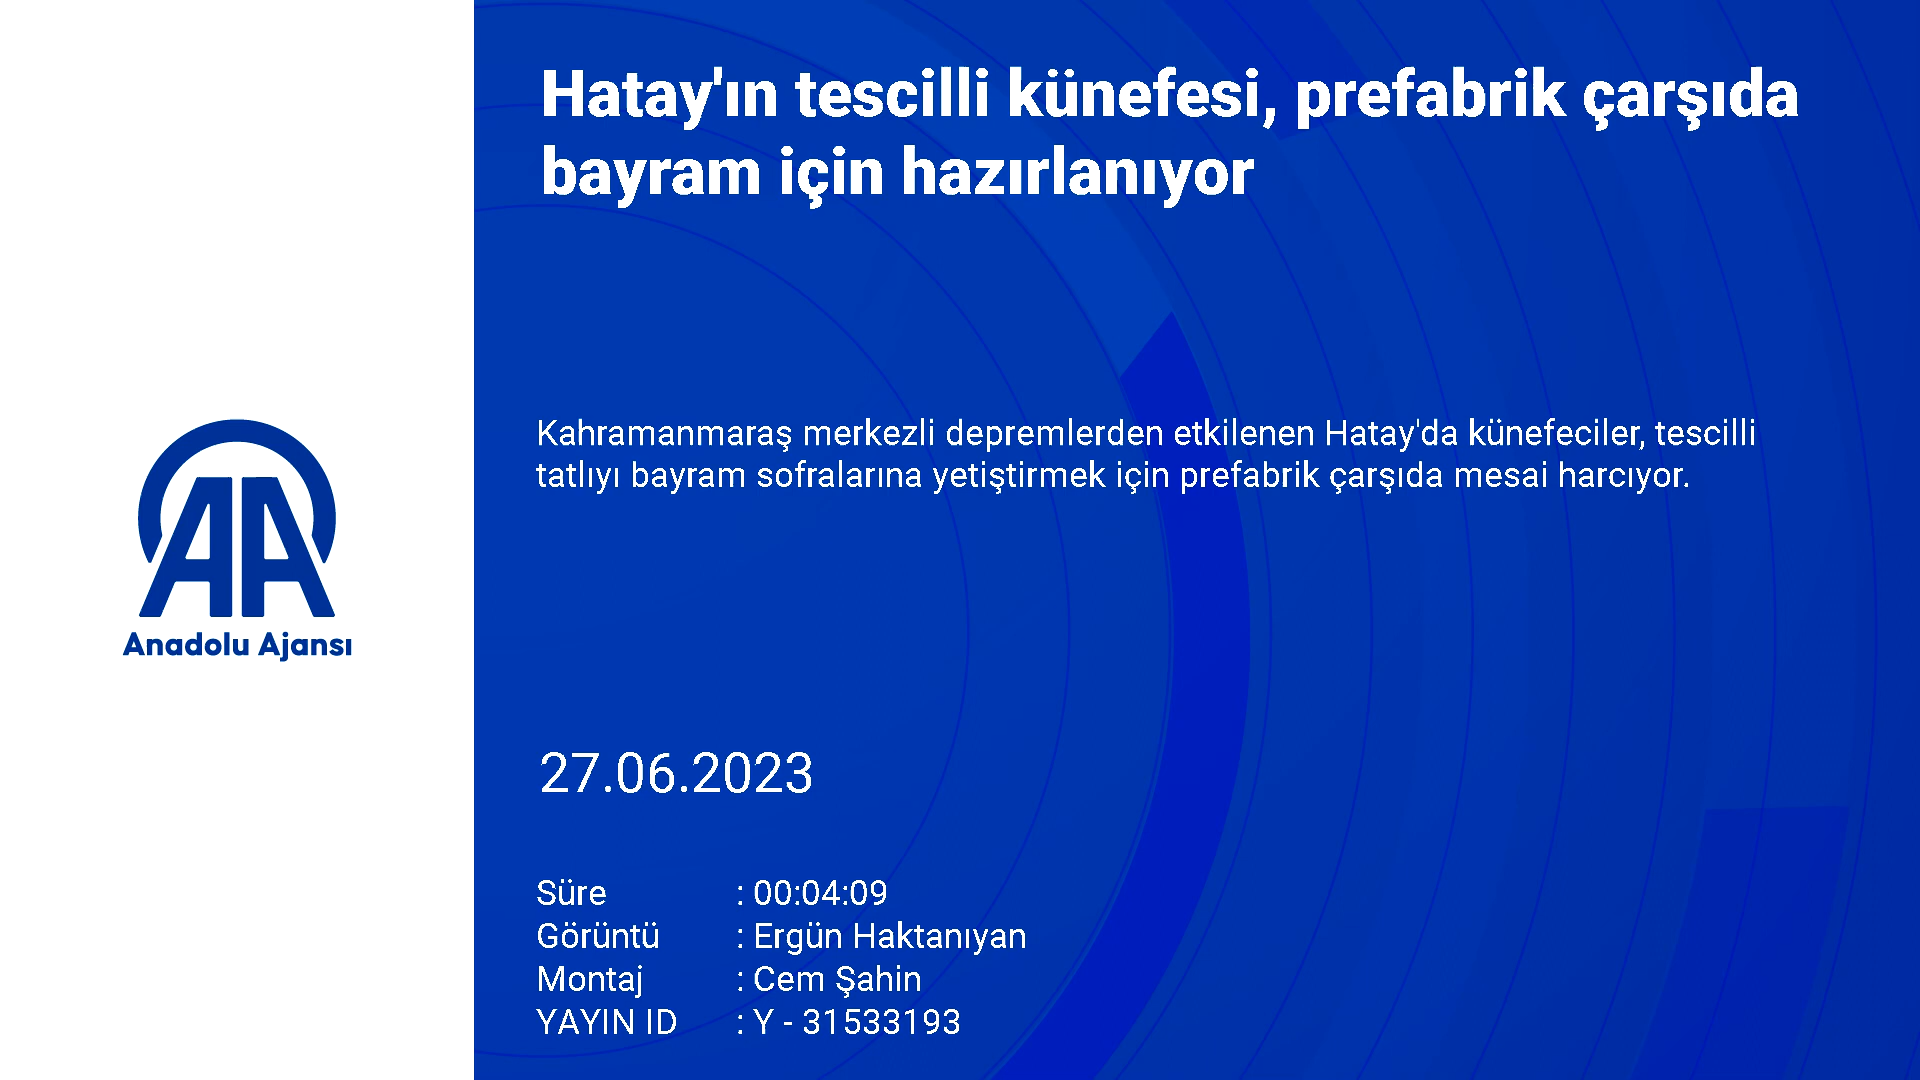 Hatay'ın tescilli künefesi, prefabrik çarşıda
bayram için hazırlanıyor
Kahramanmaraş merkezli depremlerden etkilenen Hatay'da künefeciler, tescilli
tatlıyı bayram sofralarına yetiştirmek için prefabrik çarşıda mesai harcıyor.
AA
Anadolu Ajansı
27.06.2023
Süre : 00:04:09
Görüntü : Ergün Haktanıyan
Montaj : Cem Şahin
YAYIN ID : Y - 31533193